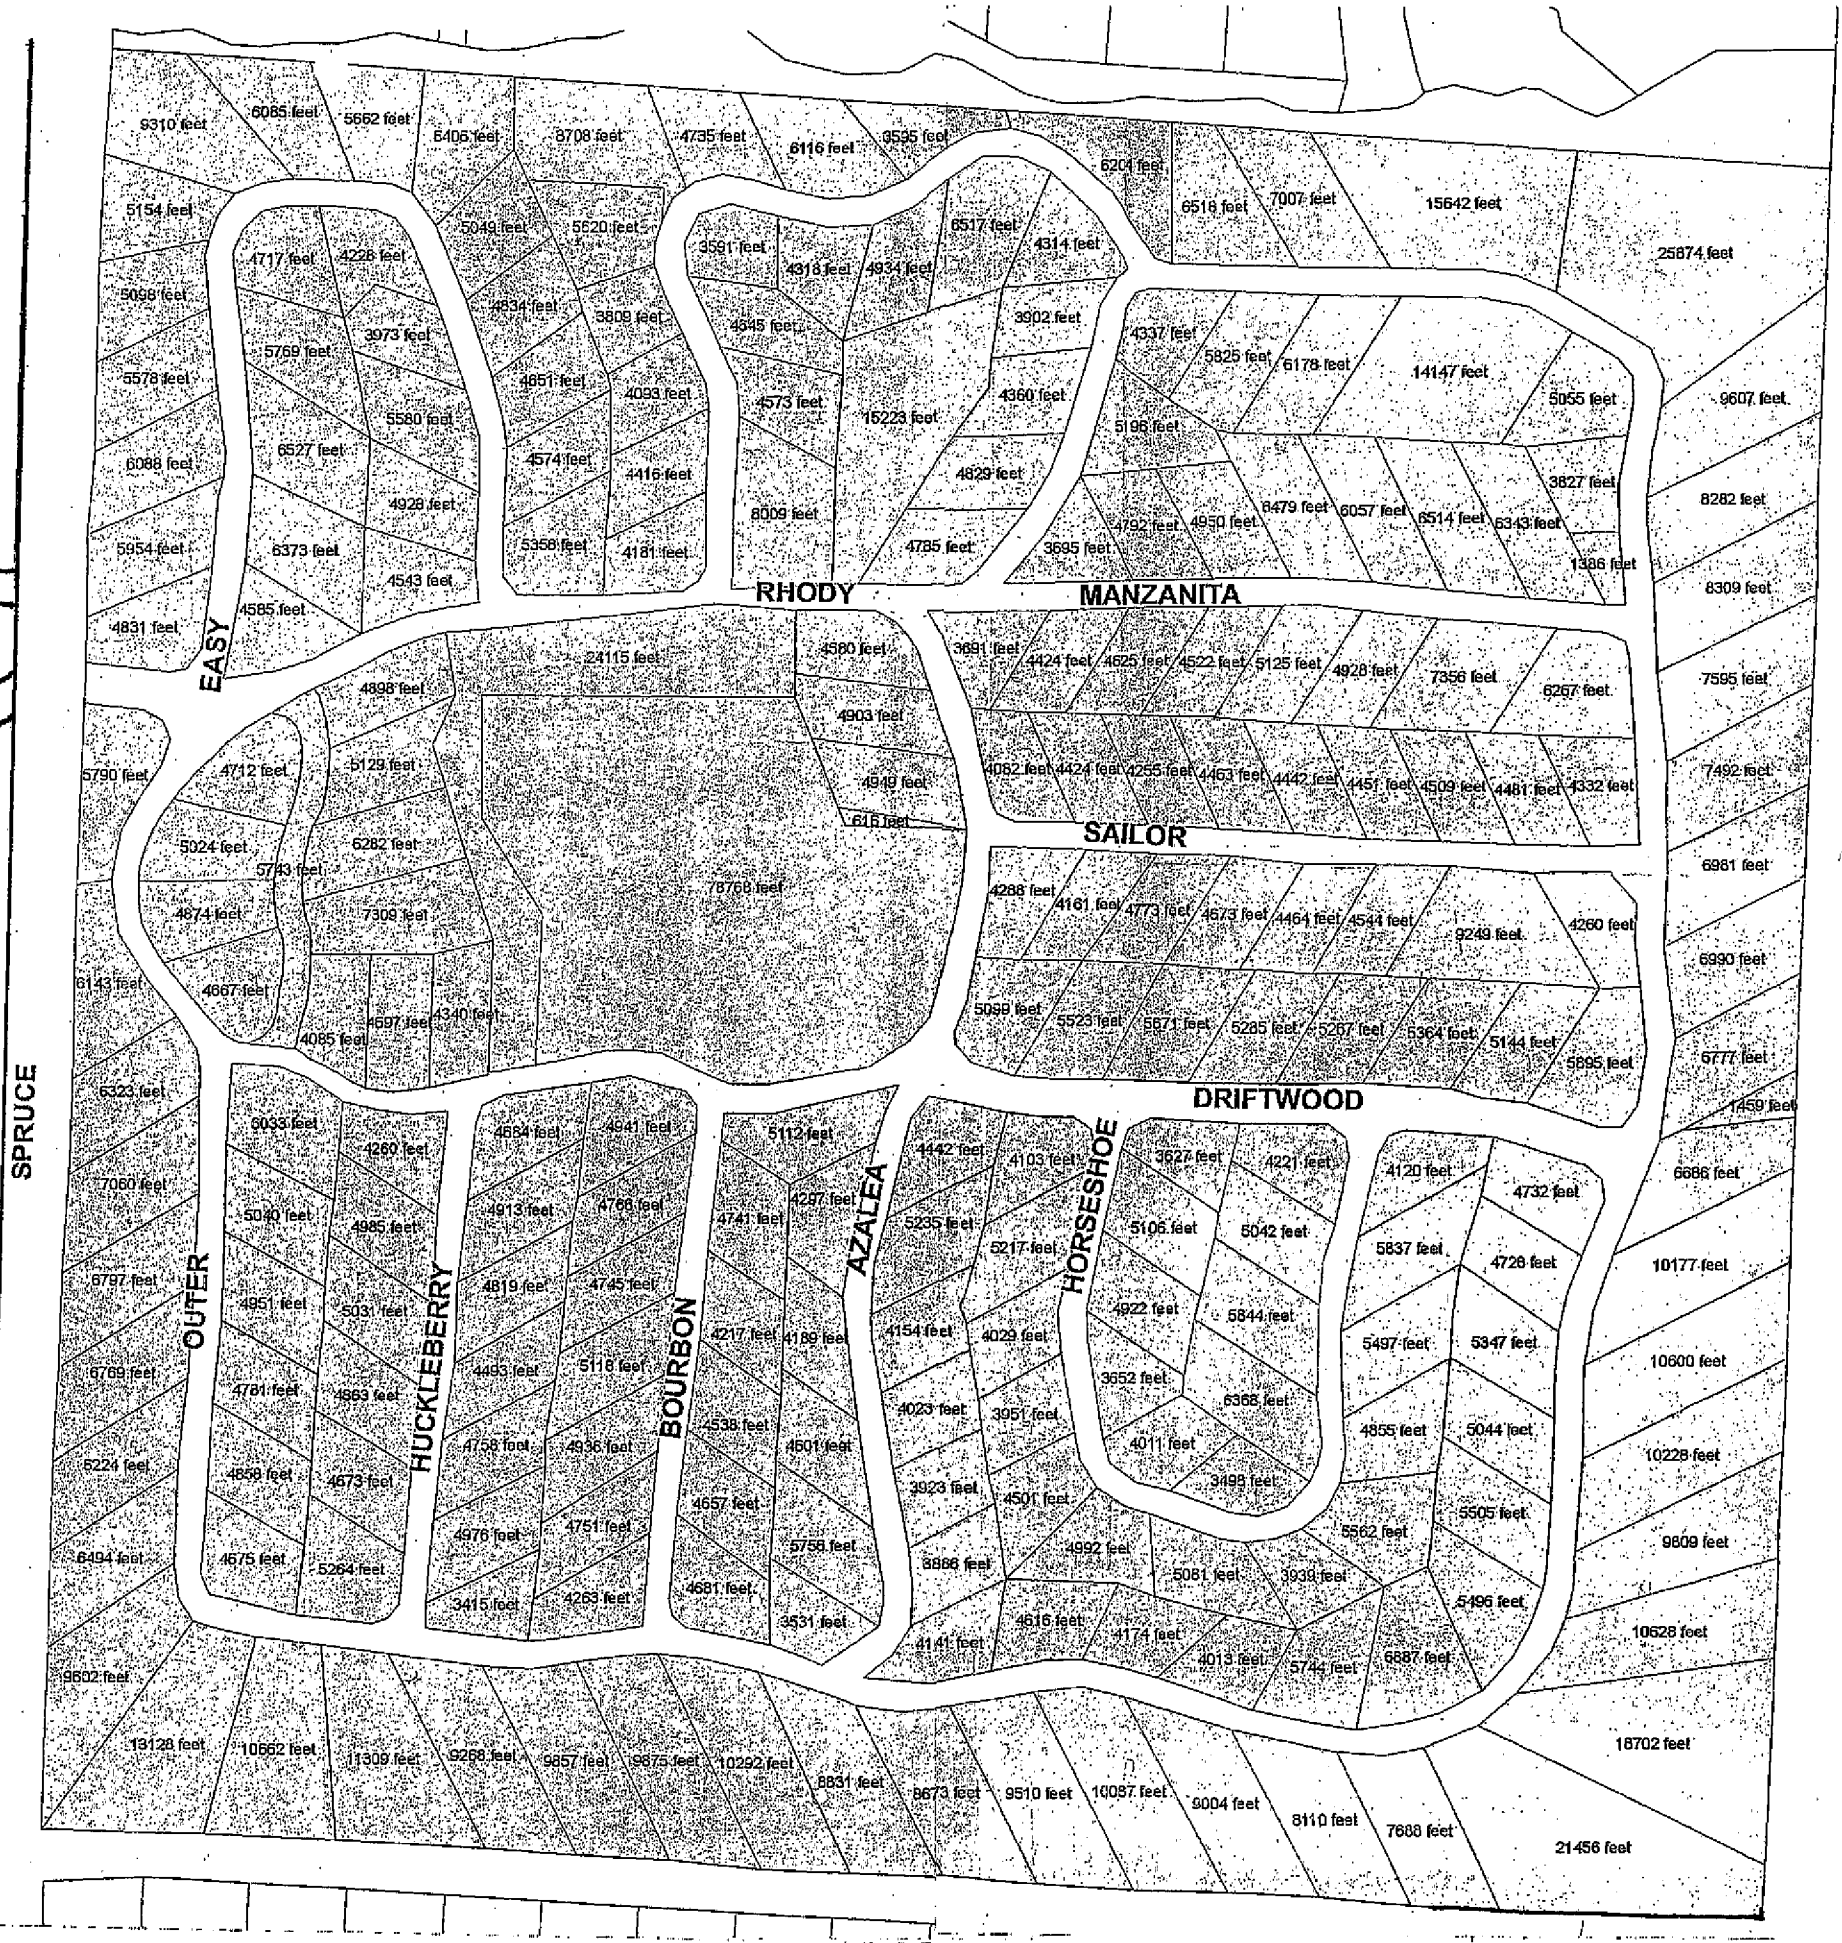 9310 feet
6085 feet
5662 feet
6406 feet
8708 feet
4735 feet
6116 feet
3595 feet
6201 feet
6518 feet
7007 feet
15642 feet
25874 feet
5154 feet
4717 feet
4228 feet
5049 feet
5620 feet
3591 feet
4318 feet
4934 feet
6517 feet
4314 feet
5098 feet
4834 feet
3809 feet
4845 feet
3902 feet
4337 feet
5769 feet
3973 feet
5825 feet
6178 feet
14147 feet
5055 feet
9607 feet
5578 feet
4651 feet
4093 feet
4573 feet
15223 feet
4360 feet
5196 feet
6527 feet
5580 feet
6088 feet
4574 feet
4416 feet
4829 feet
3827 feet
8282 feet
4928 feet
8009 feet
4792 feet
4950 feet
6479 feet
6057 feet
6514 feet
6343 feet
5954 feet
6373 feet
5358 feet
4181 feet
4785 feet
3695 feet
1386 feet
4543 feet
8309 feet
4585 feet
4831 feet
RHODY
MANZANITA
EASY
24115 feet
4580 feet
3691 feet
4424 feet
4625 feet
4522 feet
5125 feet
4928 feet
7356 feet
6267 feet
7595 feet
4898 feet
4903 feet
5790 feet
4712 feet
5129 feet
4949 feet
4082 feet
4424 feet
4255 feet
4463 feet
4442 feet
4451 feet
4509 feet
4481 feet
4332 feet
7492 feet
616 feet
SAILOR
5024 feet
5743 feet
6282 feet
78768 feet
6981 feet
4874 feet
7309 feet
4288 feet
4161 feet
4773 feet
4673 feet
4464 feet
4544 feet
9249 feet
4260 feet
6990 feet
6143 feet
4667 feet
4085 feet
4697 feet
4340 feet
5099 feet
5523 feet
5671 feet
5285 feet
5267 feet
5364 feet
5144 feet
5895 feet
6777 feet
SPRUCE
6323 feet
DRIFTWOOD
1459 feet
5033 feet
4260 feet
4684 feet
4941 feet
5112 feet
4442 feet
4103 feet
HORSESHOE
3627 feet
4221 feet
4120 feet
4732 feet
6686 feet
7060 feet
5040 feet
4985 feet
4913 feet
4768 feet
4741 feet
4297 feet
AZALEA
5235 feet
5217 feet
5106 feet
5042 feet
5837 feet
4728 feet
10177 feet
6797 feet
OUTER
4951 feet
5031 feet
HUCKLEBERRY
4819 feet
4745 feet
BOURBON
4217 feet
4189 feet
4154 feet
4029 feet
4922 feet
5844 feet
5497 feet
5347 feet
10600 feet
6769 feet
4781 feet
4863 feet
4493 feet
5118 feet
4538 feet
4023 feet
3951 feet
3652 feet
6368 feet
4855 feet
5044 feet
10228 feet
6224 feet
4858 feet
4673 feet
4758 feet
4936 feet
4601 feet
3923 feet
4501 feet
4011 feet
3498 feet
5505 feet
9809 feet
6494 feet
4675 feet
5264 feet
4976 feet
4751 feet
4657 feet
5758 feet
3886 feet
4992 feet
5562 feet
5081 feet
3939 feet
3415 feet
4263 feet
4681 feet
3531 feet
4141 feet
4616 feet
4174 feet
4013 feet
5744 feet
6887 feet
5496 feet
10628 feet
9602 feet
13128 feet
10662 feet
11309 feet
9268 feet
9857 feet
9875 feet
10292 feet
8831 feet
8673 feet
9510 feet
10087 feet
9004 feet
8110 feet
7688 feet
18702 feet
21456 feet